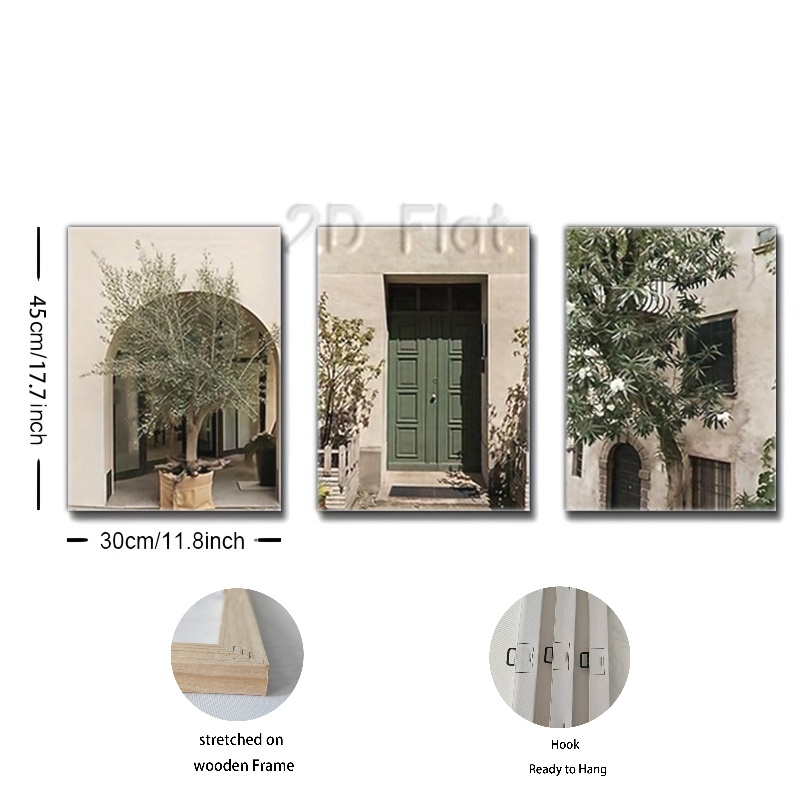 2D Flat.
45cm/17.7inch
30cm/11.8inch
stretched on
wooden Frame
Hook
Ready to Hang